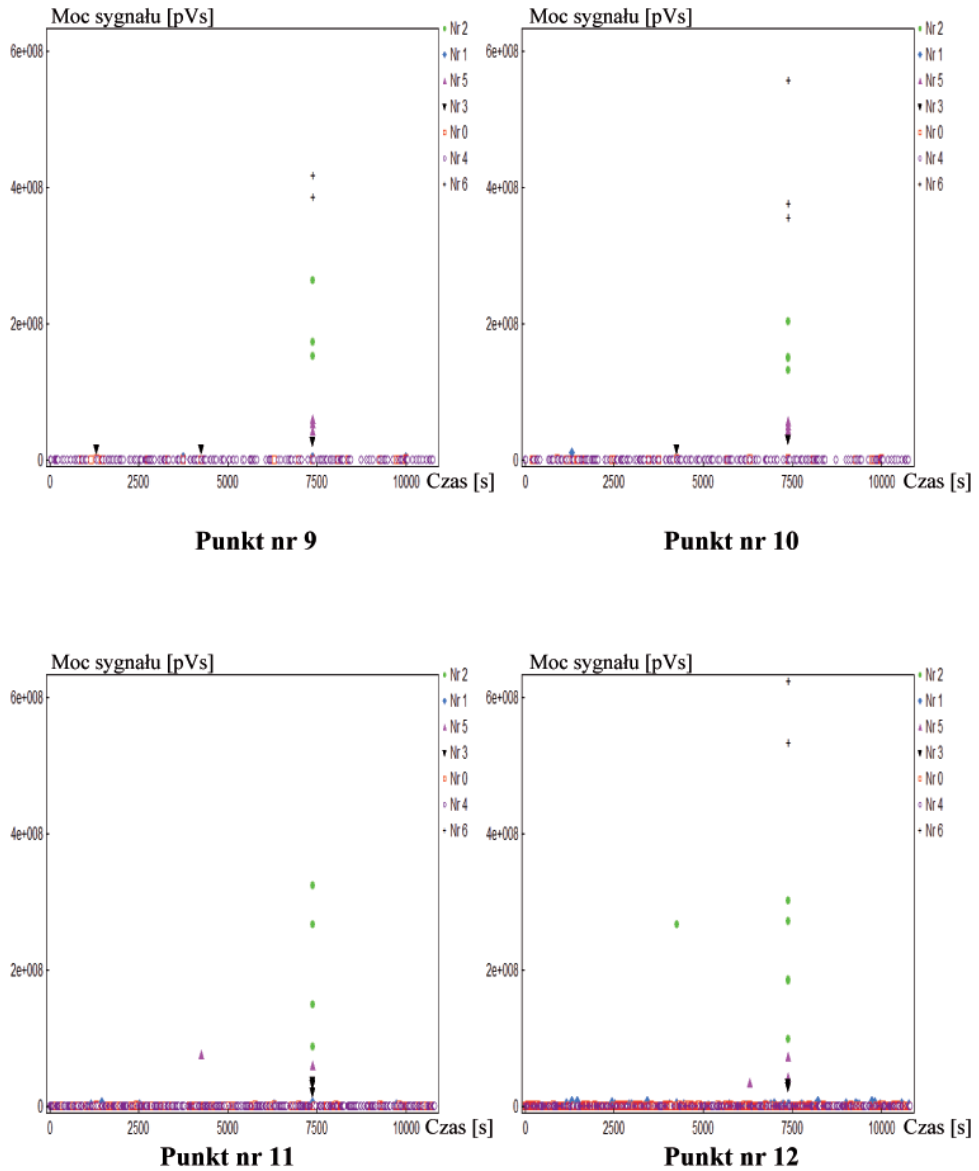 Moc sygnału [pVs]
6e+008
4e+008
2e+008
0
0 2500 5000 7500 10000 Czas [s]
Nr 2
Nr 1
Nr 5
Nr 3
Nr 0
Nr 4
Nr 6
Punkt nr 9
Moc sygnału [pVs]
6e+008
4e+008
2e+008
0
0 2500 5000 7500 10000 Czas [s]
Nr 2
Nr 1
Nr 5
Nr 3
Nr 0
Nr 4
Nr 6
Punkt nr 10
Moc sygnału [pVs]
6e+008
4e+008
2e+008
0
0 2500 5000 7500 10000 Czas [s]
Nr 2
Nr 1
Nr 5
Nr 3
Nr 0
Nr 4
Nr 6
Punkt nr 11
Moc sygnału [pVs]
6e+008
4e+008
2e+008
0
0 2500 5000 7500 10000 Czas [s]
Nr 2
Nr 1
Nr 5
Nr 3
Nr 0
Nr 4
Nr 6
Punkt nr 12